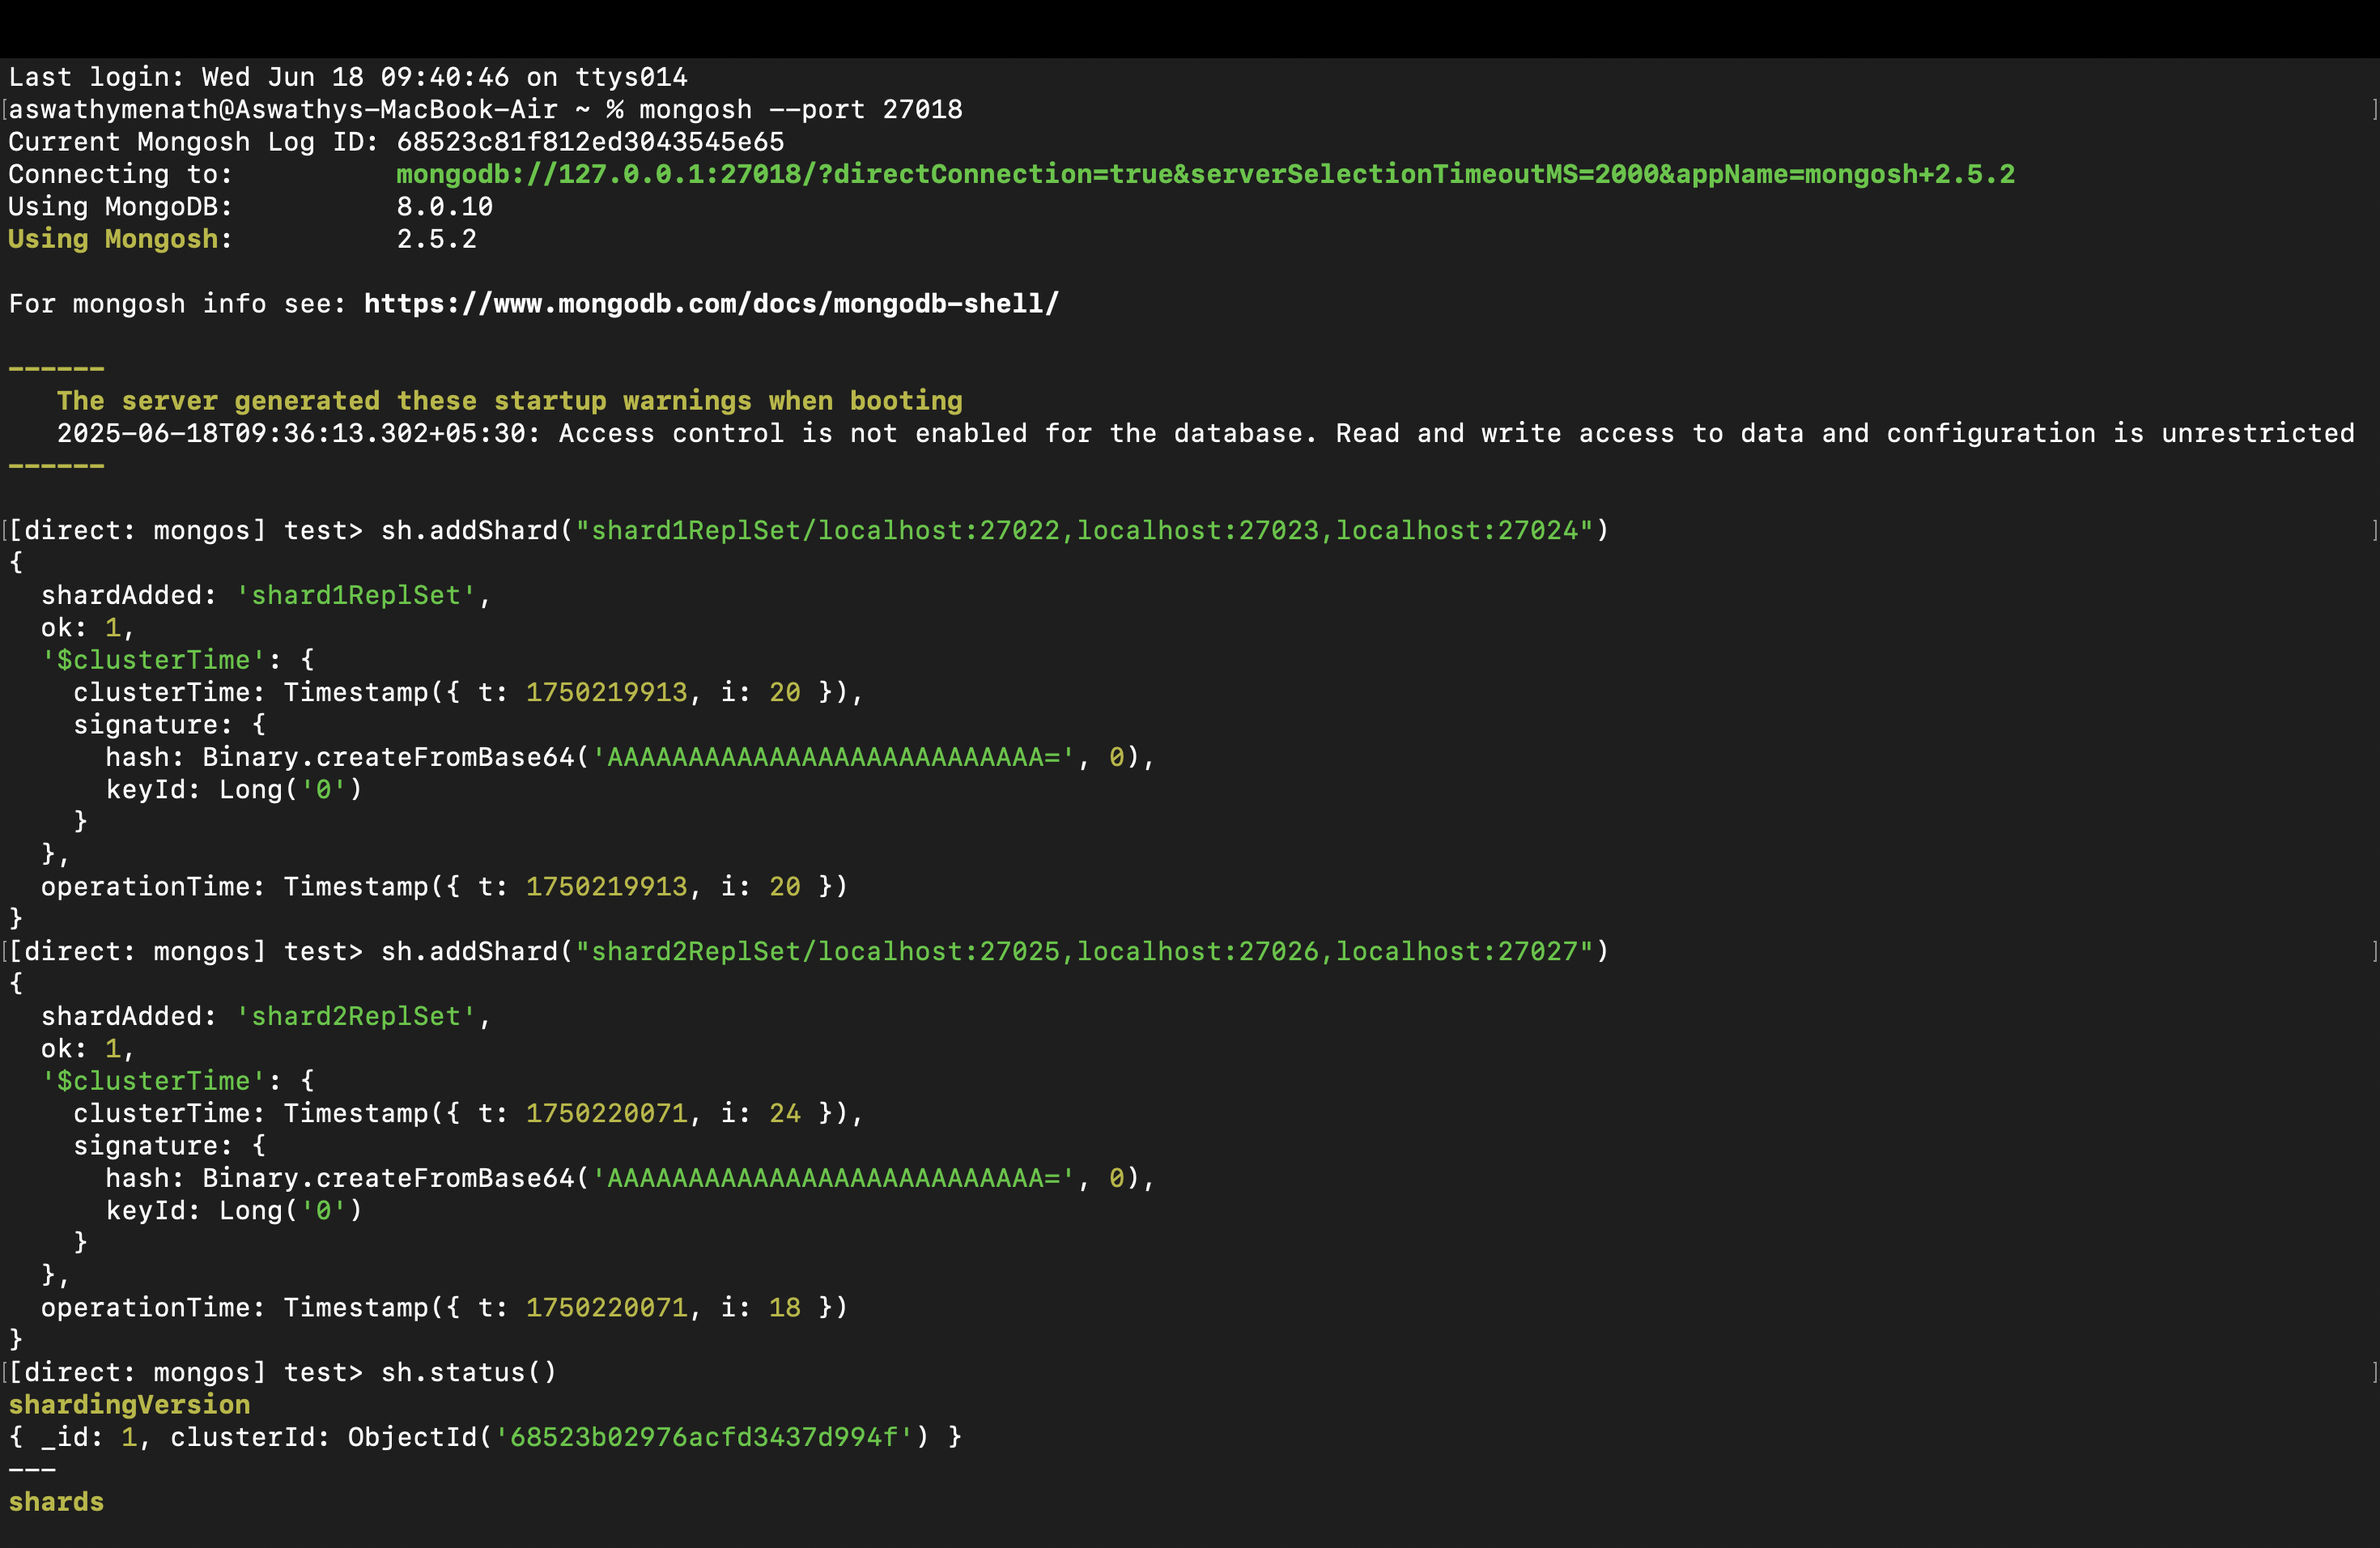 Last login: Wed Jun 18 09:40:46 on ttys014
[aswathymenath@Aswathys-MacBook-Air ~ % mongosh --port 27018 ]
Current Mongosh Log ID: 68523c81f812ed3043545e65
Connecting to:          mongodb://127.0.0.1:27018/?directConnection=true&serverSelectionTimeoutMS=2000&appName=mongosh+2.5.2
Using MongoDB:          8.0.10
Using Mongosh:          2.5.2
For mongosh info see: https://www.mongodb.com/docs/mongodb-shell/
------
   The server generated these startup warnings when booting
   2025-06-18T09:36:13.302+05:30: Access control is not enabled for the database. Read and write access to data and configuration is unrestricted
------
[[direct: mongos] test> sh.addShard("shard1ReplSet/localhost:27022,localhost:27023,localhost:27024") ]
{
  shardAdded: 'shard1ReplSet',
  ok: 1,
  '$clusterTime': {
    clusterTime: Timestamp({ t: 1750219913, i: 20 }),
    signature: {
      hash: Binary.createFromBase64('AAAAAAAAAAAAAAAAAAAAAAAAAAA=', 0),
      keyId: Long('0')
    }
  },
  operationTime: Timestamp({ t: 1750219913, i: 20 })
}
[[direct: mongos] test> sh.addShard("shard2ReplSet/localhost:27025,localhost:27026,localhost:27027") ]
{
  shardAdded: 'shard2ReplSet',
  ok: 1,
  '$clusterTime': {
    clusterTime: Timestamp({ t: 1750220071, i: 24 }),
    signature: {
      hash: Binary.createFromBase64('AAAAAAAAAAAAAAAAAAAAAAAAAAA=', 0),
      keyId: Long('0')
    }
  },
  operationTime: Timestamp({ t: 1750220071, i: 18 })
}
[[direct: mongos] test> sh.status() ]
shardingVersion
{ _id: 1, clusterId: ObjectId('68523b02976acfd3437d994f') }
---
shards